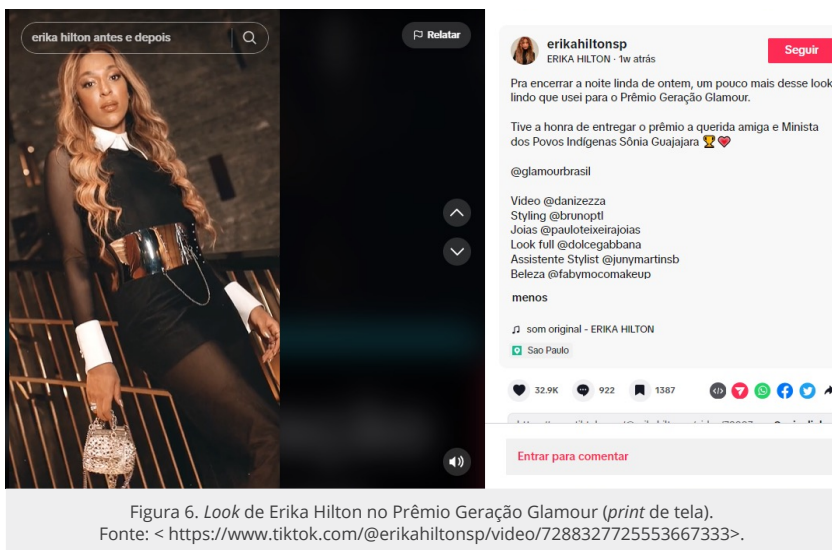 erika hilton antes e depois
Relatar
erikahiltonsp
ERIKA HILTON · 1w atrás
Seguir
Pra encerrar a noite linda de ontem, um pouco mais desse look
lindo que usei para o Prêmio Geração Glamour.
Tive a honra de entregar o prêmio a querida amiga e Minista
dos Povos Indígenas Sônia Guajajara 🏆💗
@glamourbrasil
Video @danizezza
Styling @brunoptl
Joias @pauloteixeirajoias
Look full @dolcegabbana
Assistente Stylist @junymartinsb
Beleza @fabymocomakeup
menos
♫ som original - ERIKA HILTON
Sao Paulo
32.9K
922
1387
Entrar para comentar
Figura 6. Look de Erika Hilton no Prêmio Geração Glamour (print de tela).
Fonte: < https://www.tiktok.com/@erikahiltonsp/video/7288327725553667333>.